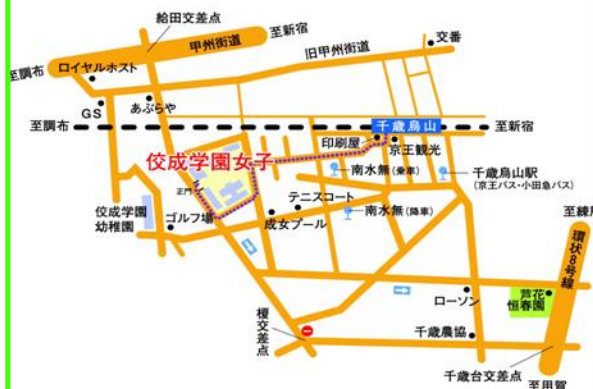 給田交差点
至新宿
甲州街道
旧甲州街道
交番
至調布
ロイヤルホスト
GS
あぶらや
至調布
千歳烏山
至新宿
印刷屋
京王観光
佼成学園女子
南水無(乗車)
千歳烏山駅
(京王バス・小田急バス)
正門
テニスコート
南水無(降車)
佼成学園
幼稚園
ゴルフ場
成女プール
至練馬
環状8号線
芦花
恒春園
ローソン
榎交差点
千歳農協
千歳台交差点
至用賀